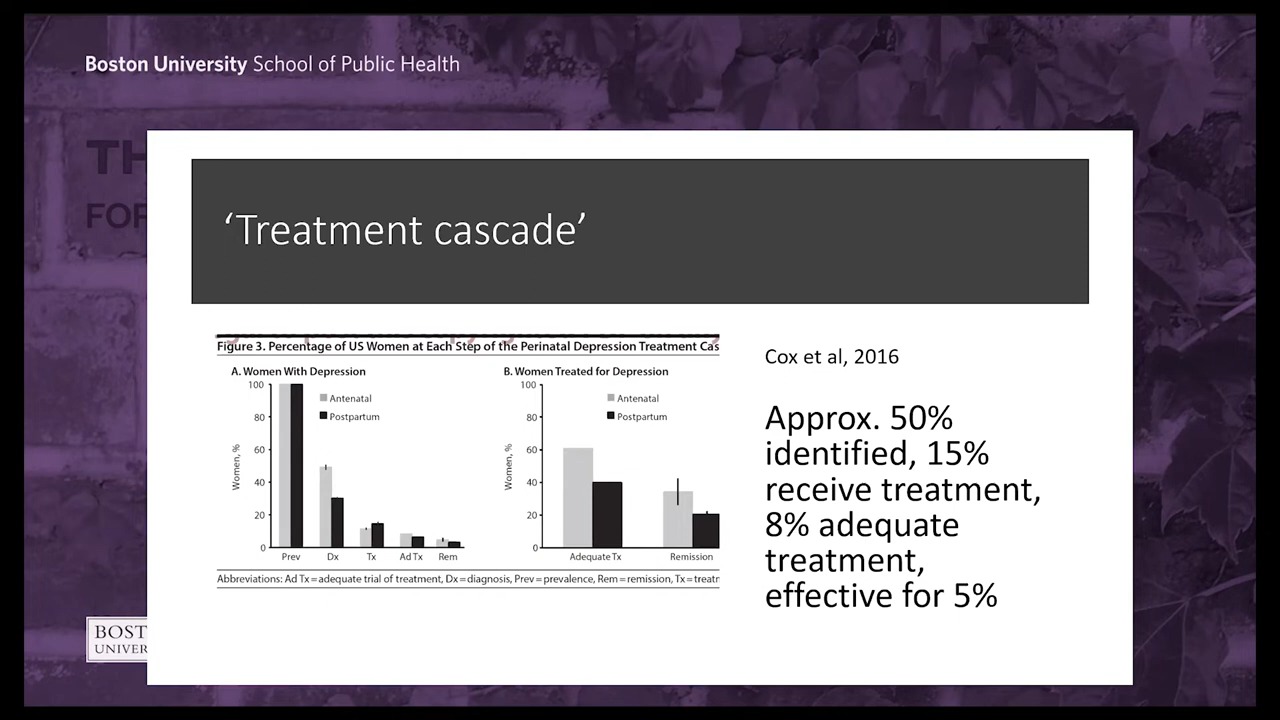 Boston University School of Public Health
TH
FOR
‘Treatment cascade’
Figure 3. Percentage of US Women at Each Step of the Perinatal Depression Treatment Cas
A. Women With Depression
100
80
60
40
20
0
Women, %
Antenatal
Postpartum
Prev Dx Tx Ad Tx Rem
B. Women Treated for Depression
100
80
60
40
20
0
Women, %
Antenatal
Postpartum
Adequate Tx Remission
Abbreviations: Ad Tx = adequate trial of treatment, Dx = diagnosis, Prev = prevalence, Rem = remission, Tx = treatr
Cox et al, 2016
Approx. 50%
identified, 15%
receive treatment,
8% adequate
treatment,
effective for 5%
BOST
UNIVER